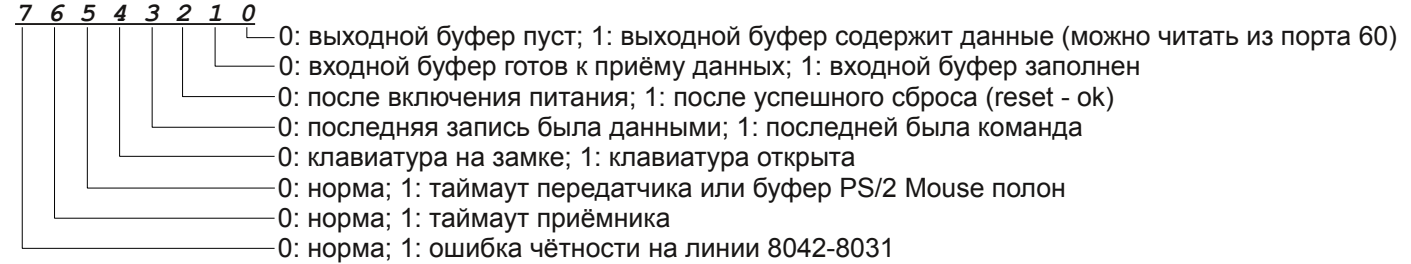 7 6 5 4 3 2 1 0
0: выходной буфер пуст; 1: выходной буфер содержит данные (можно читать из порта 60)
0: входной буфер готов к приёму данных; 1: входной буфер заполнен
0: после включения питания; 1: после успешного сброса (reset - ok)
0: последняя запись была данными; 1: последней была команда
0: клавиатура на замке; 1: клавиатура открыта
0: норма; 1: таймаут передатчика или буфер PS/2 Mouse полон
0: норма; 1: таймаут приёмника
0: норма; 1: ошибка чётности на линии 8042-8031